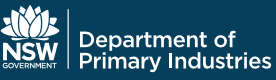 NSW
GOVERNMENT
Department of
Primary Industries